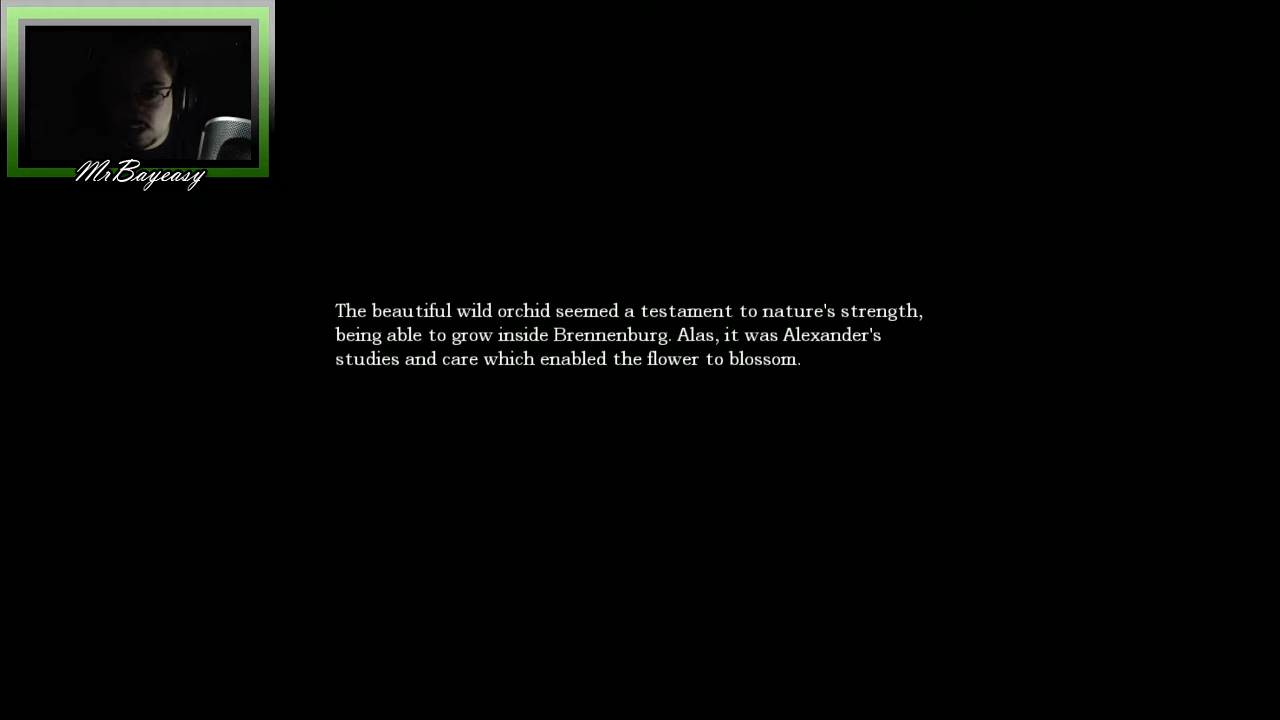 MrBayeasy
The beautiful wild orchid seemed a testament to nature's strength,
being able to grow inside Brennenburg. Alas, it was Alexander's
studies and care which enabled the flower to blossom.